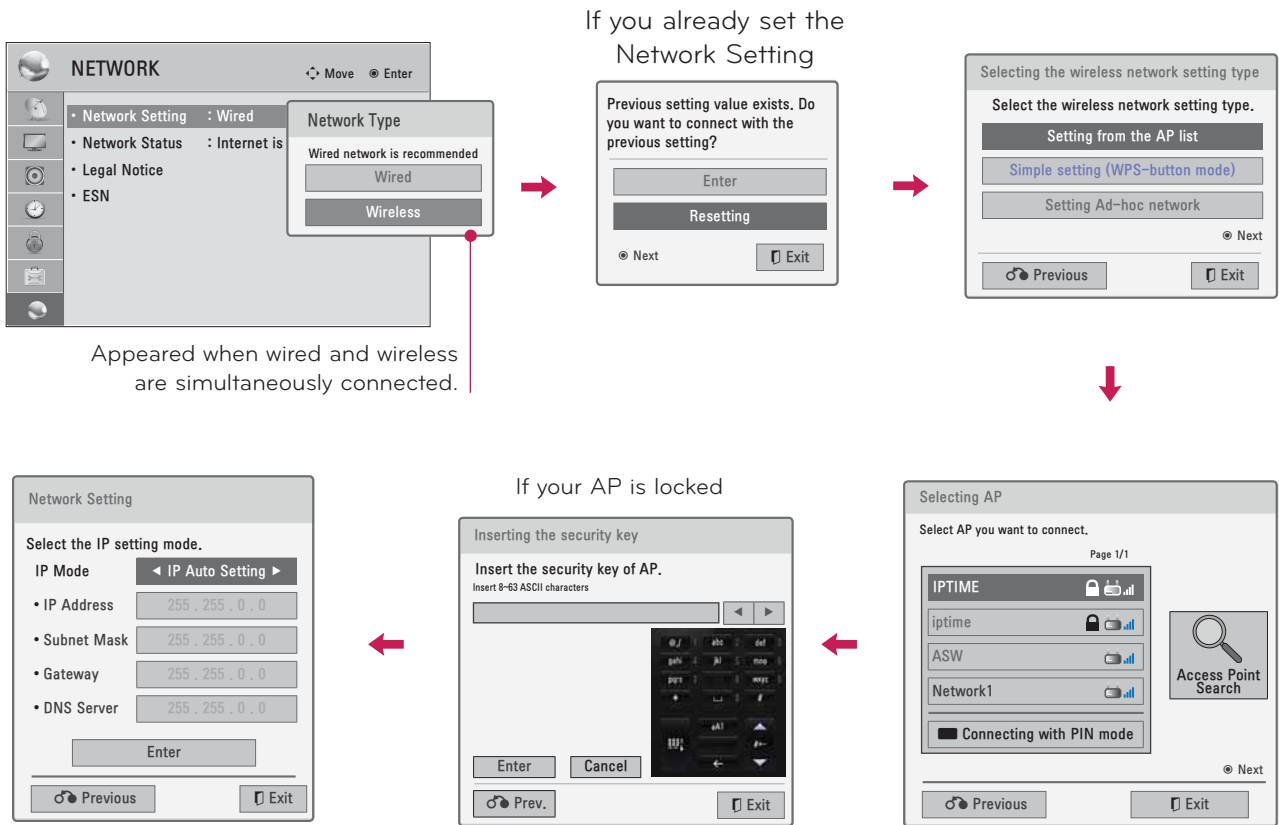 If you already set the
Network Setting
NETWORK
Move ◉ Enter
• Network Setting : Wired
• Network Status : Internet is
• Legal Notice
• ESN
Network Type
Wired network is recommended
Wired
Wireless
Appeared when wired and wireless
are simultaneously connected.
Previous setting value exists. Do
you want to connect with the
previous setting?
Enter
Resetting
◉ Next
Exit
Selecting the wireless network setting type
Select the wireless network setting type.
Setting from the AP list
Simple setting (WPS-button mode)
Setting Ad-hoc network
◉ Next
Previous
Exit
Selecting AP
Select AP you want to connect.
Page 1/1
IPTIME
iptime
ASW
Network1
Connecting with PIN mode
Access Point
Search
◉ Next
Previous
Exit
If your AP is locked
Inserting the security key
Insert the security key of AP.
Insert 8~63 ASCII characters
◄ ►
abc def
jkl
Enter
Cancel
Prev.
Exit
Network Setting
Select the IP setting mode.
IP Mode ◄ IP Auto Setting ►
• IP Address 255 . 255 . 0 . 0
• Subnet Mask 255 . 255 . 0 . 0
• Gateway 255 . 255 . 0 . 0
• DNS Server 255 . 255 . 0 . 0
Enter
Previous
Exit